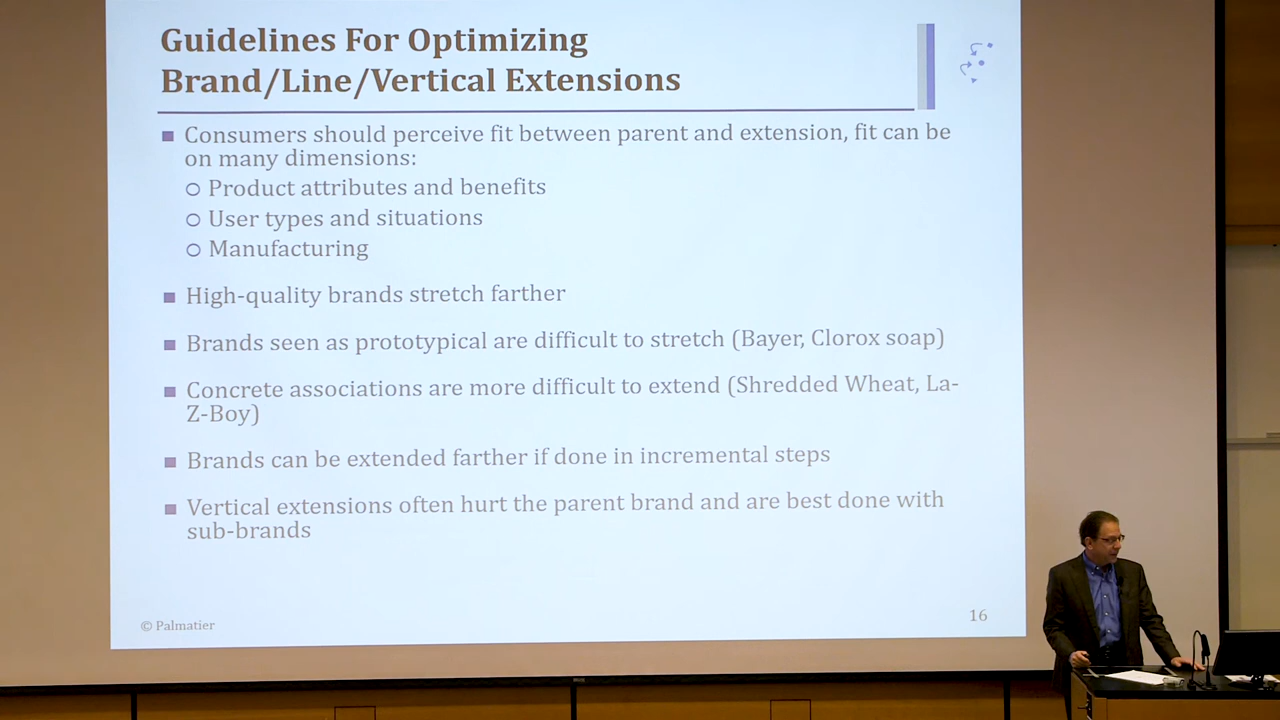 Guidelines For Optimizing
Brand/Line/Vertical Extensions
Consumers should perceive fit between parent and extension, fit can be
on many dimensions:
Product attributes and benefits
User types and situations
Manufacturing
High-quality brands stretch farther
Brands seen as prototypical are difficult to stretch (Bayer, Clorox soap)
Concrete associations are more difficult to extend (Shredded Wheat, La-
Z-Boy)
Brands can be extended farther if done in incremental steps
Vertical extensions often hurt the parent brand and are best done with
sub-brands
© Palmatier
16